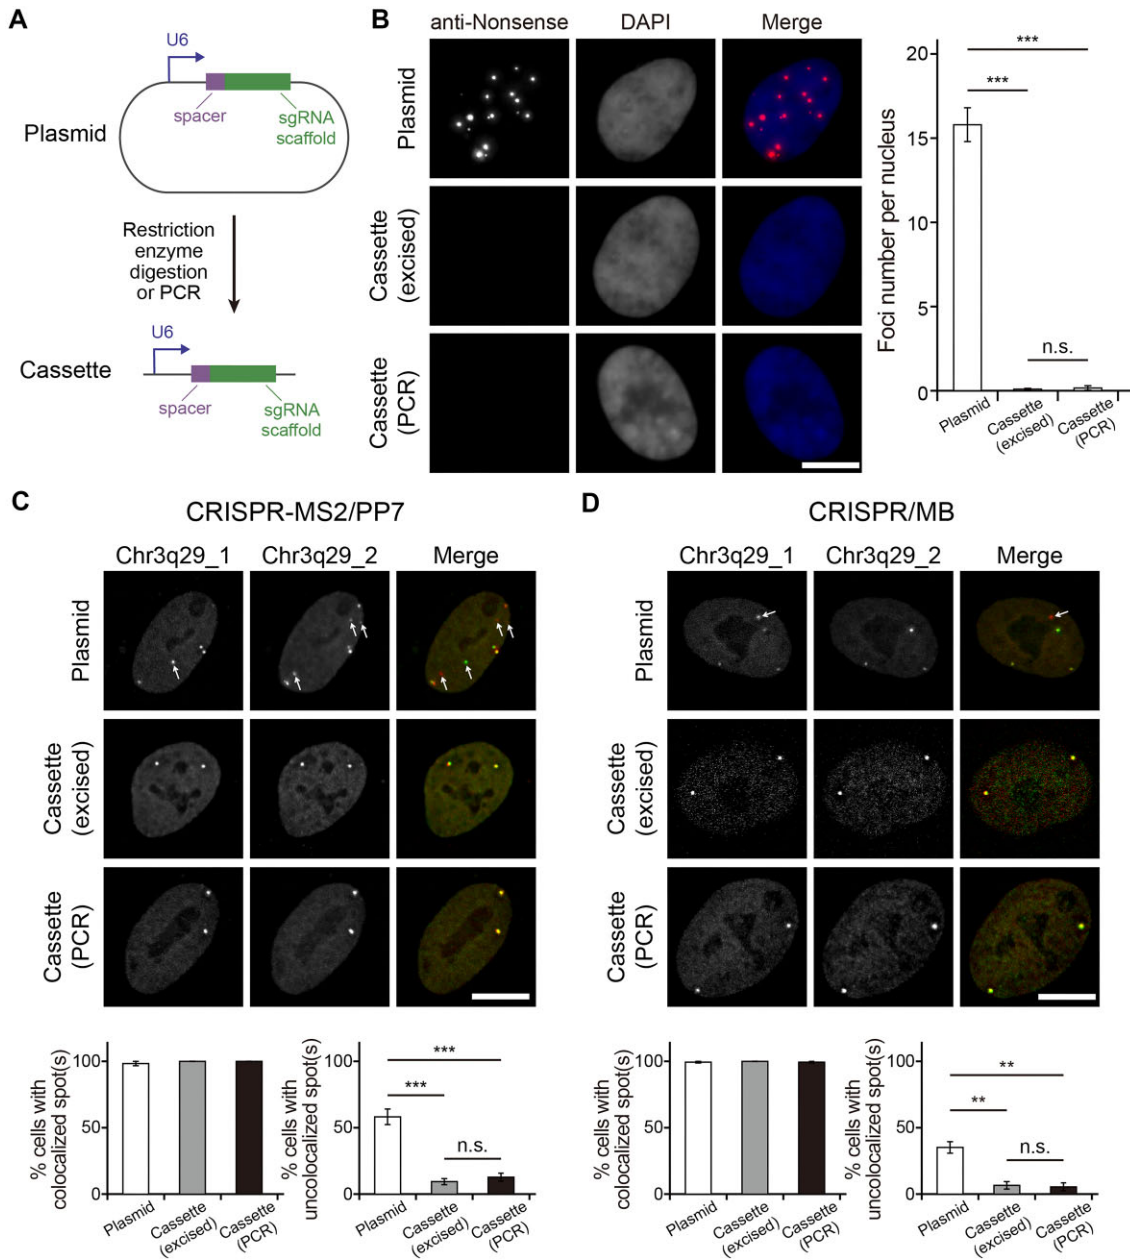 A
U6
Plasmid
spacer
sgRNA
scaffold
Restriction
enzyme
digestion
or PCR
U6
Cassette
spacer
sgRNA
scaffold
B
anti-Nonsense DAPI Merge
Plasmid
Cassette
(excised)
Cassette
(PCR)
Foci number per nucleus
20
15
10
5
0
***
***
n.s.
Plasmid
Cassette
(excised)
Cassette
(PCR)
C
CRISPR-MS2/PP7
Chr3q29_1 Chr3q29_2 Merge
Plasmid
Cassette
(excised)
Cassette
(PCR)
% cells with
colocalized spot(s)
100
50
0
Plasmid
Cassette
(excised)
Cassette
(PCR)
% cells with
uncolocalized spot(s)
100
50
0
***
***
n.s.
Plasmid
Cassette
(excised)
Cassette
(PCR)
D
CRISPR/MB
Chr3q29_1 Chr3q29_2 Merge
Plasmid
Cassette
(excised)
Cassette
(PCR)
% cells with
colocalized spot(s)
100
50
0
Plasmid
Cassette
(excised)
Cassette
(PCR)
% cells with
uncolocalized spot(s)
100
50
0
**
**
n.s.
Plasmid
Cassette
(excised)
Cassette
(PCR)